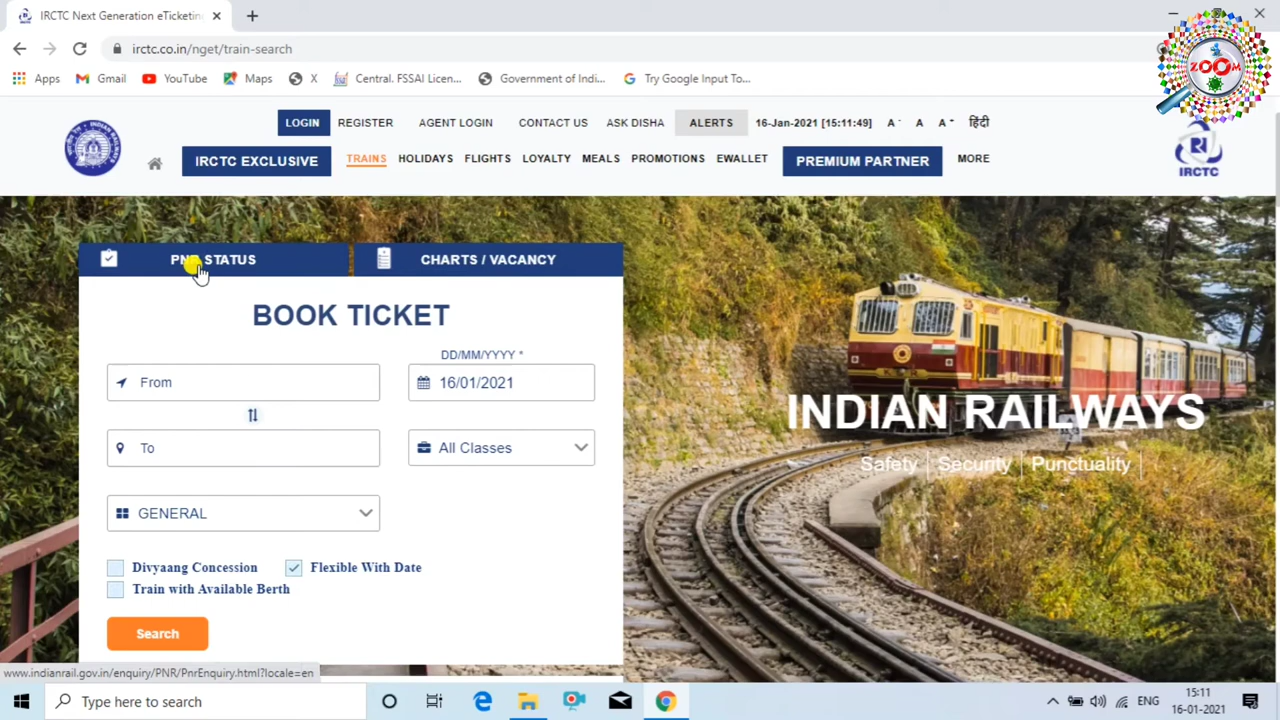 IRCTC Next Generation eTicketing
irctc.co.in/nget/train-search
Apps Gmail YouTube Maps X Central. FSSAI Licen... Government of Indi... Try Google Input To...
ZOOM
LOGIN REGISTER AGENT LOGIN CONTACT US ASK DISHA ALERTS 16-Jan-2021 [15:11:49] A- A A+ हिंदी
IRCTC EXCLUSIVE TRAINS HOLIDAYS FLIGHTS LOYALTY MEALS PROMOTIONS EWALLET PREMIUM PARTNER MORE
IRCTC
PNR STATUS CHARTS / VACANCY
BOOK TICKET
DD/MM/YYYY *
From 16/01/2021
To All Classes
INDIAN RAILWAYS
Safety | Security | Punctuality |
GENERAL
Divyaang Concession Flexible With Date
Train with Available Berth
Search
www.indianrail.gov.in/enquiry/PNR/PnrEnquiry.html?locale=en
Type here to search ENG 15:11
16-01-2021